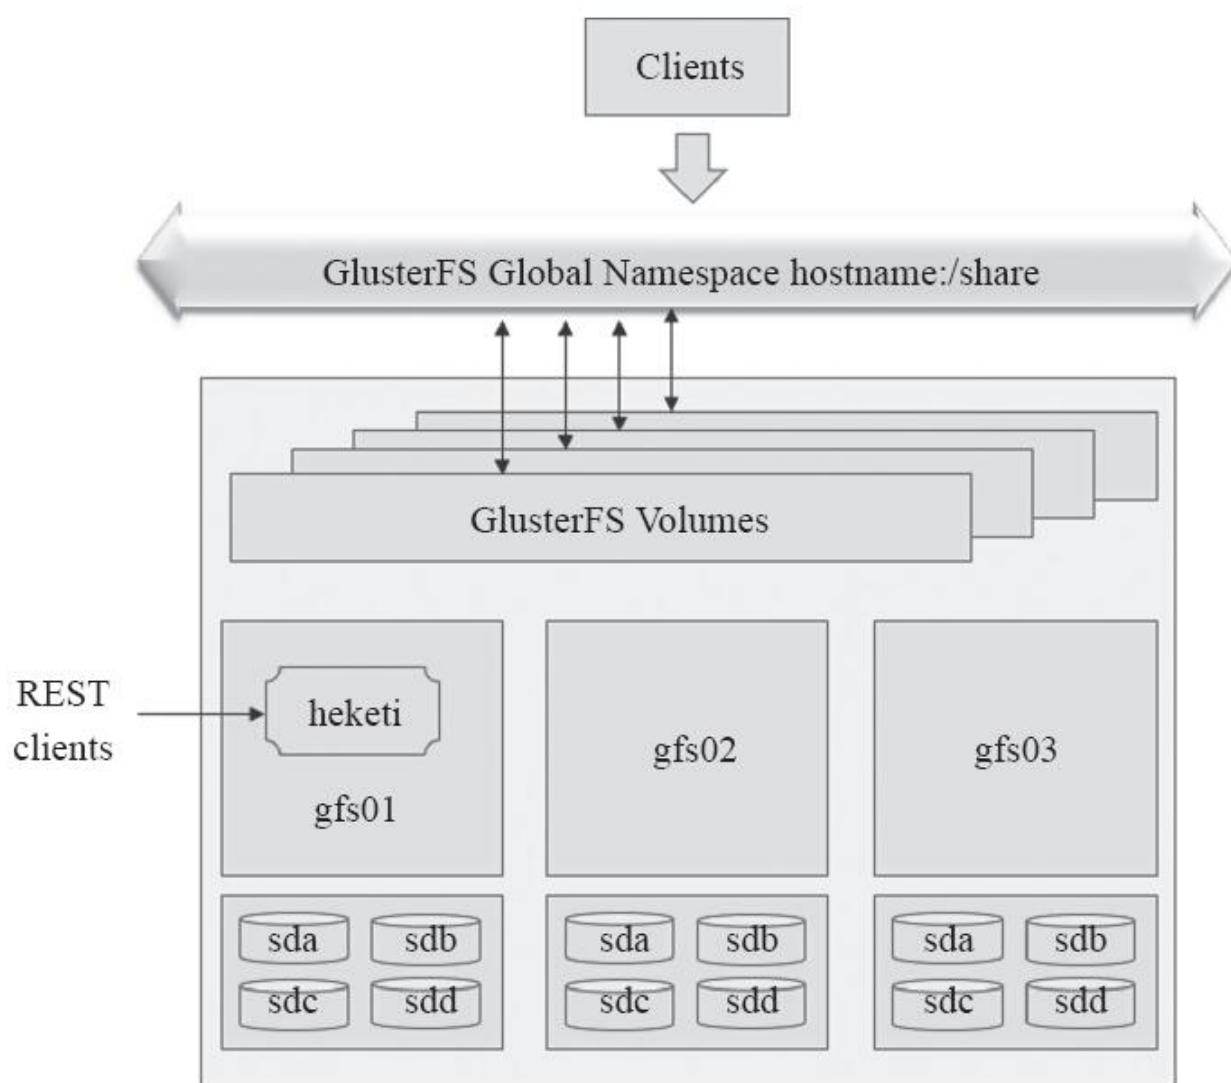 Clients
GlusterFS Global Namespace hostname:/share
GlusterFS Volumes
REST
clients
heketi
gfs01
gfs02
gfs03
sda sdb
sdc sdd
sda sdb
sdc sdd
sda sdb
sdc sdd